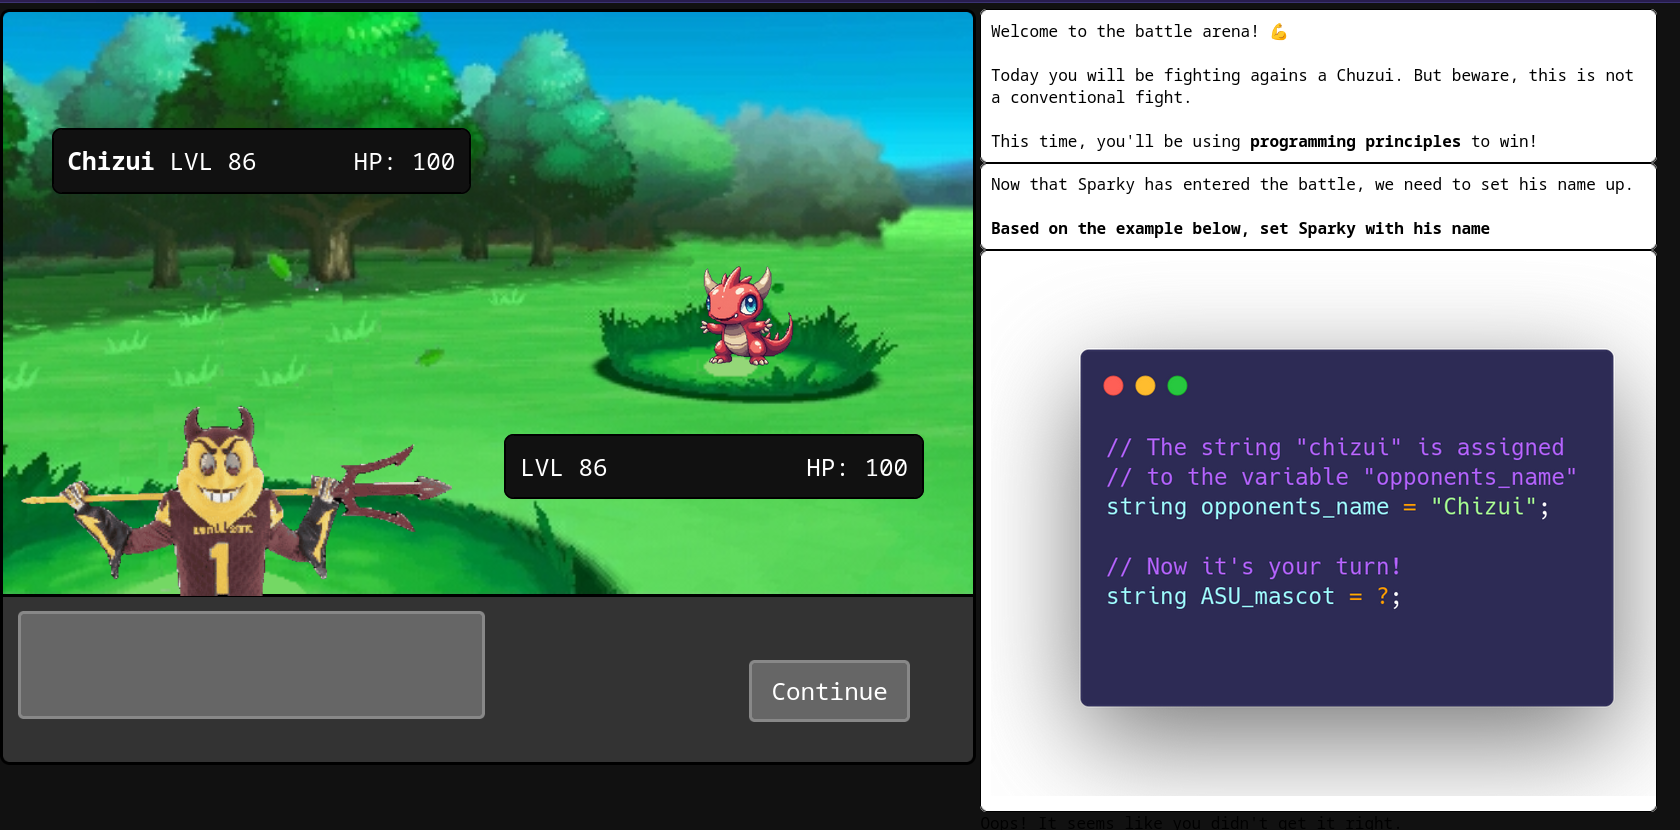 Chizui LVL 86 HP: 100
LVL 86 HP: 100
1
Continue
Welcome to the battle arena! 💪
Today you will be fighting agains a Chuzui. But beware, this is not
a conventional fight.
This time, you'll be using programming principles to win!
Now that Sparky has entered the battle, we need to set his name up.
Based on the example below, set Sparky with his name
// The string "chizui" is assigned
// to the variable "opponents_name"
string opponents_name = "Chizui";
// Now it's your turn!
string ASU_mascot = ?;
Oops! It seems like you didn't get it right.